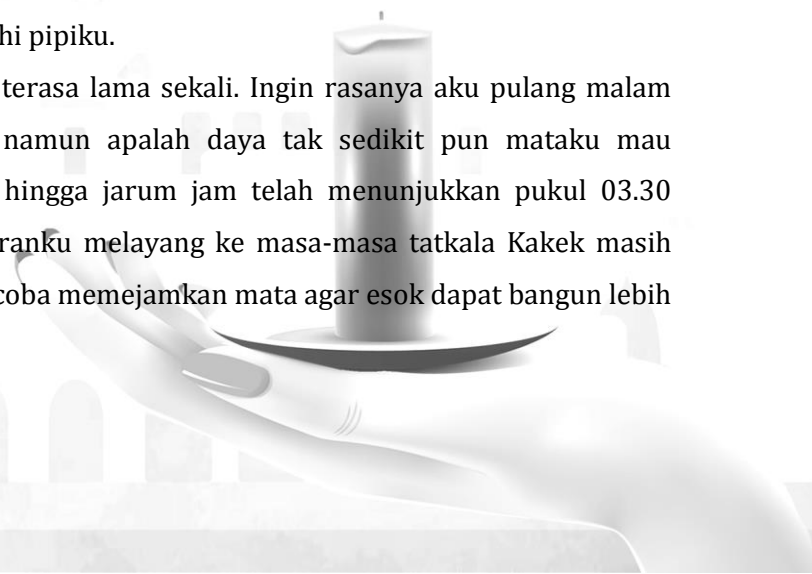 hi pipiku.
terasa lama sekali. Ingin rasanya aku pulang malam
namun apalah daya tak sedikit pun mataku mau
hingga jarum jam telah menunjukkan pukul 03.30
ranku melayang ke masa-masa tatkala Kakek masih
coba memejamkan mata agar esok dapat bangun lebih